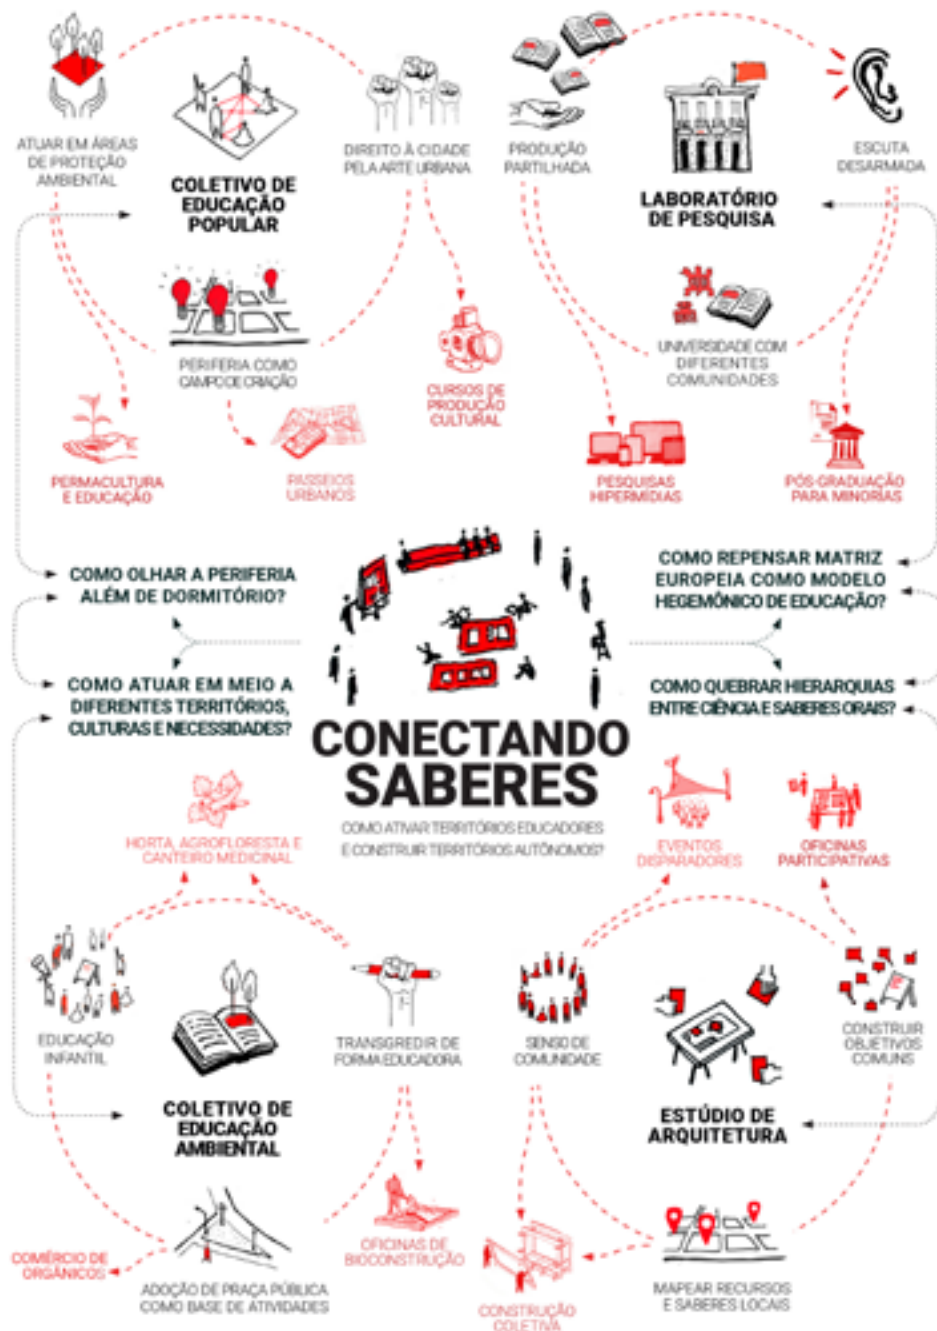 ATUAR EM ÁREAS
DE PROTEÇÃO
AMBIENTAL
COLETIVO DE
EDUCAÇÃO
POPULAR
DIREITO À CIDADE
PELA ARTE URBANA
PRODUÇÃO
PARTILHADA
LABORATÓRIO
DE PESQUISA
ESCUTA
DESARMADA
PERIFERIA COMO
CAMPO DE CRIAÇÃO
CURSOS DE
PRODUÇÃO
CULTURAL
UNIVERSIDADE COM
DIFERENTES
COMUNIDADES
PERMACULTURA
E EDUCAÇÃO
PASSEIOS
URBANOS
PESQUISAS
HIPERMÍDIAS
PÓS-GRADUAÇÃO
PARA MINORIAS
COMO OLHAR A PERIFERIA
ALÉM DE DORMITÓRIO?
COMO REPENSAR MATRIZ
EUROPEIA COMO MODELO
HEGEMÔNICO DE EDUCAÇÃO?
COMO ATUAR EM MEIO A
DIFERENTES TERRITÓRIOS,
CULTURAS E NECESSIDADES?
COMO QUEBRAR HIERARQUIAS
ENTRE CIÊNCIA E SABERES ORAIS?
CONECTANDO
SABERES
COMO ATIVAR TERRITÓRIOS EDUCADORES
E CONSTRUIR TERRITÓRIOS AUTÔNOMOS?
HORTA, AGROFLORESTA E
CANTEIRO MEDICINAL
EVENTOS
DISPARADORES
OFICINAS
PARTICIPATIVAS
EDUCAÇÃO
INFANTIL
TRANSGREDIR DE
FORMA EDUCADORA
SENSO DE
COMUNIDADE
CONSTRUIR
OBJETIVOS
COMUNS
COLETIVO DE
EDUCAÇÃO
AMBIENTAL
ESTÚDIO DE
ARQUITETURA
COMÉRCIO DE
ORGÂNICOS
ADOÇÃO DE PRAÇA PÚBLICA
COMO BASE DE ATIVIDADES
OFICINAS DE
BIOCONSTRUÇÃO
CONSTRUÇÃO
COLETIVA
MAPEAR RECURSOS
E SABERES LOCAIS